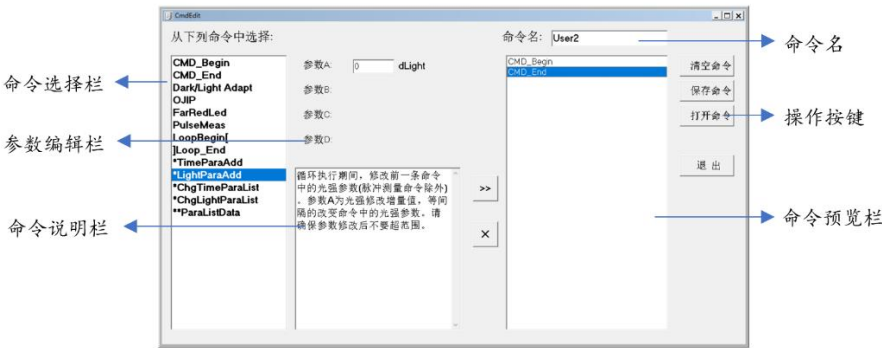 CmdEdit
从下列命令中选择:
命令名: User2
命令名
CMD_Begin
CMD_End
Dark/Light Adapt
OJIP
FarRedLed
PulseMeas
LoopBegin[
]Loop_End
*TimeParaAdd
*LightParaAdd
*ChgTimeParaList
*ChgLightParaList
**ParaListData
参数A: 0 dLight
参数B:
参数C:
参数D:
CMD_Begin
CMD_End
清空命令
保存命令
打开命令
退 出
命令选择栏
参数编辑栏
命令说明栏
操作按键
命令预览栏
循环执行期间，修改前一条命令
中的光强参数(脉冲测量命令除外)
。参数A为光强修改增量值，等间
隔的改变命令中的光强参数。请
确保参数修改后不要超范围。
>>
×